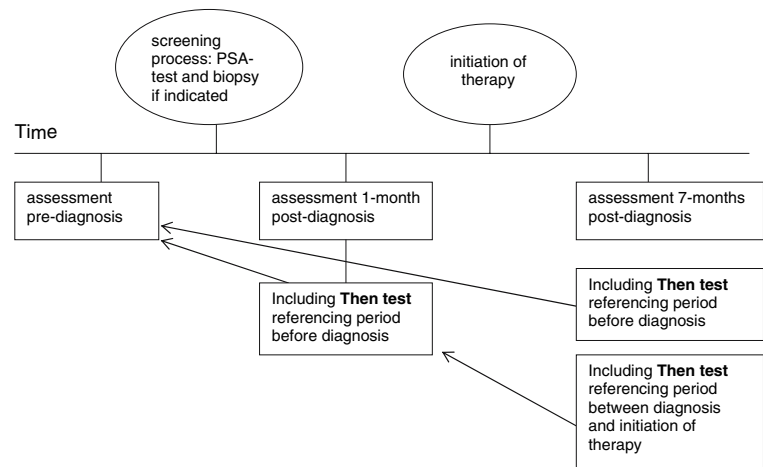 screening
process: PSA-
test and biopsy
if indicated
initiation of
therapy
Time
assessment
pre-diagnosis
assessment 1-month
post-diagnosis
assessment 7-months
post-diagnosis
Including Then test
referencing period
before diagnosis
Including Then test
referencing period
before diagnosis
Including Then test
referencing period
between diagnosis
and initiation of
therapy